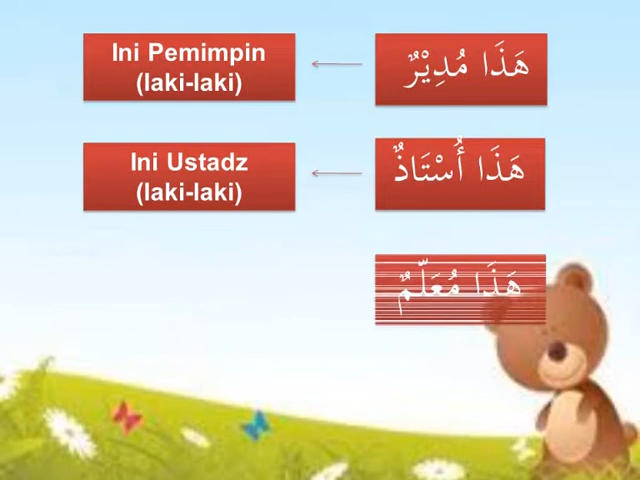 Ini Pemimpin
(laki-laki)
هَذَا مُدِيْرٌ
Ini Ustadz
(laki-laki)
هَذَا أُسْتَاذٌ
هَذَا مُعَلّمٌ